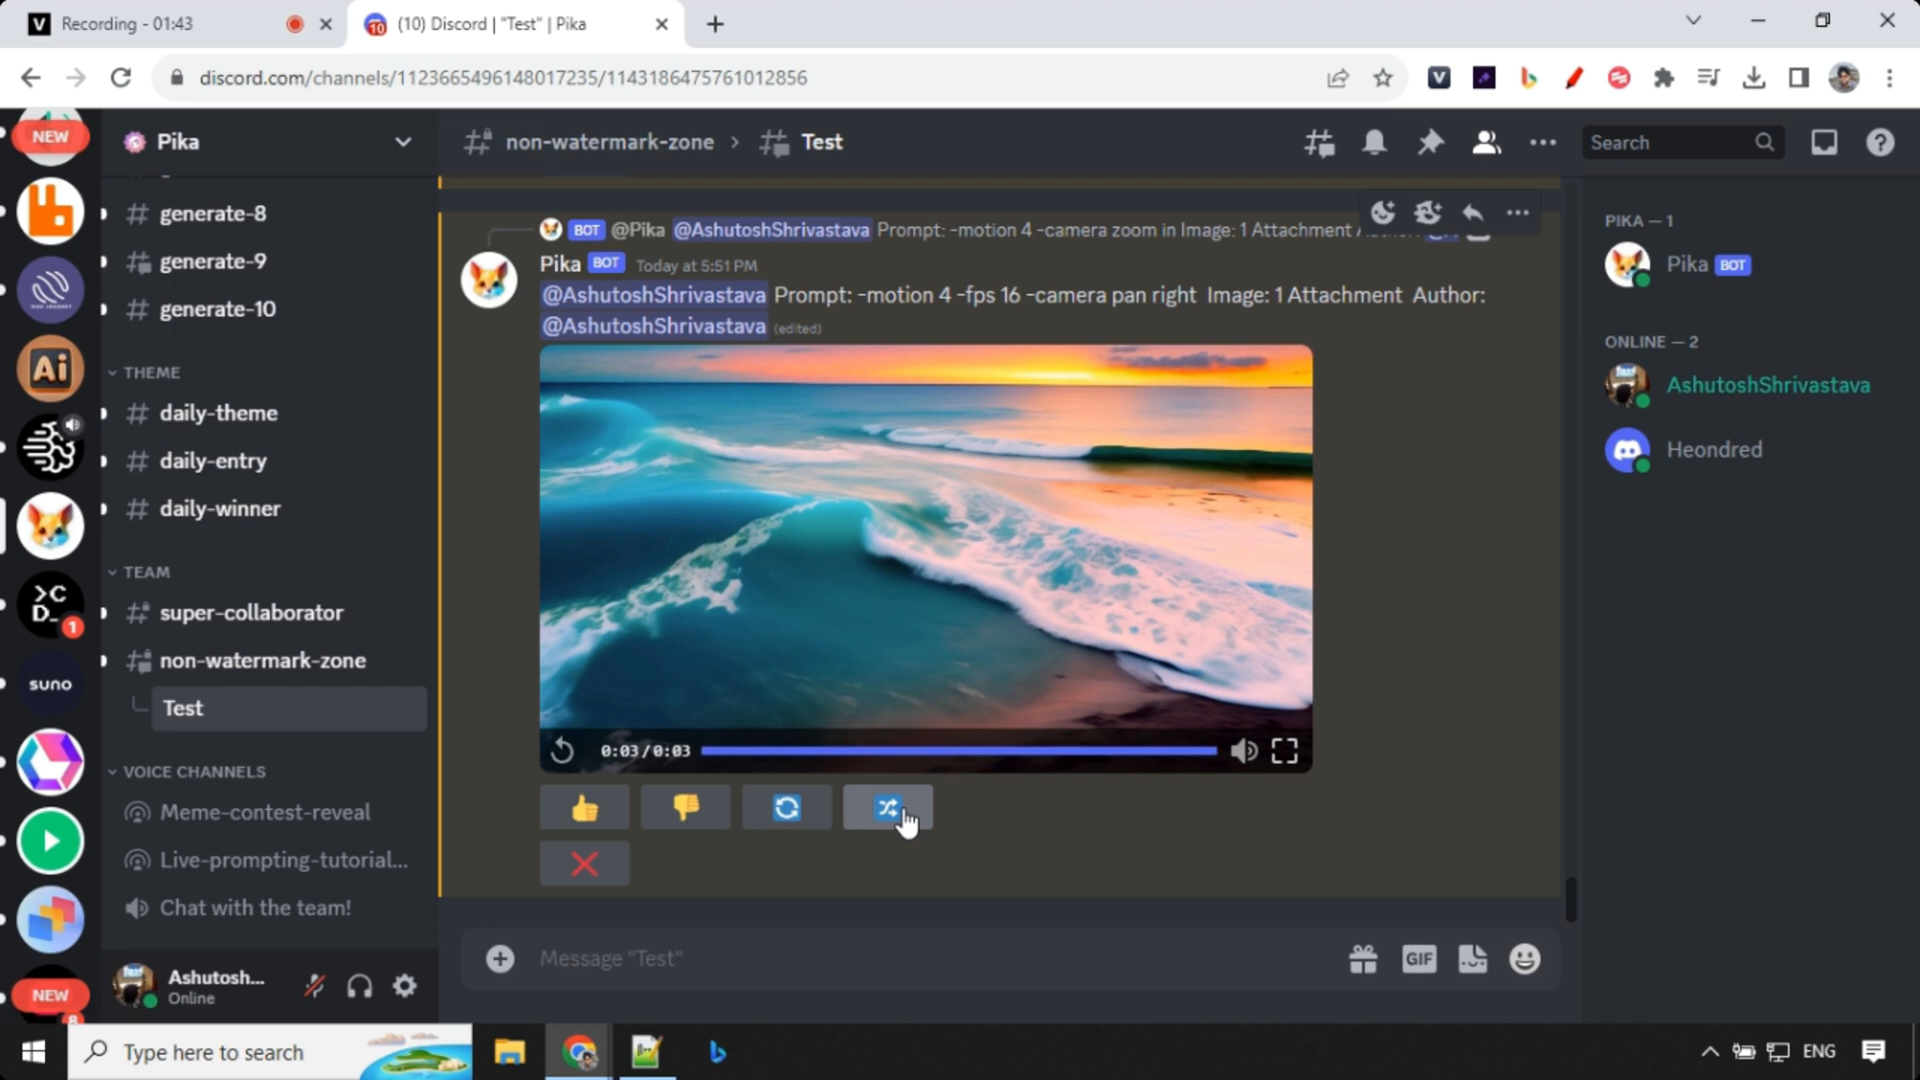 Recording - 01:43
(10) Discord | "Test" | Pika
discord.com/channels/1123665496148017235/1143186475761012856
NEW
Pika
non-watermark-zone > Test
Search
generate-8
generate-9
generate-10
THEME
daily-theme
daily-entry
daily-winner
TEAM
super-collaborator
non-watermark-zone
Test
VOICE CHANNELS
Meme-contest-reveal
Live-prompting-tutorial...
Chat with the team!
Ashutosh...
Online
Ai
>C
D_
1
suno
NEW
8
BOT @Pika @AshutoshShrivastava Prompt: -motion 4 -camera zoom in Image: 1 Attachment
Pika BOT Today at 5:51 PM
@AshutoshShrivastava Prompt: -motion 4 -fps 16 -camera pan right Image: 1 Attachment Author:
@AshutoshShrivastava (edited)
0:03/0:03
Message "Test"
GIF
PIKA — 1
Pika BOT
ONLINE — 2
AshutoshShrivastava
Heondred
Type here to search
ENG